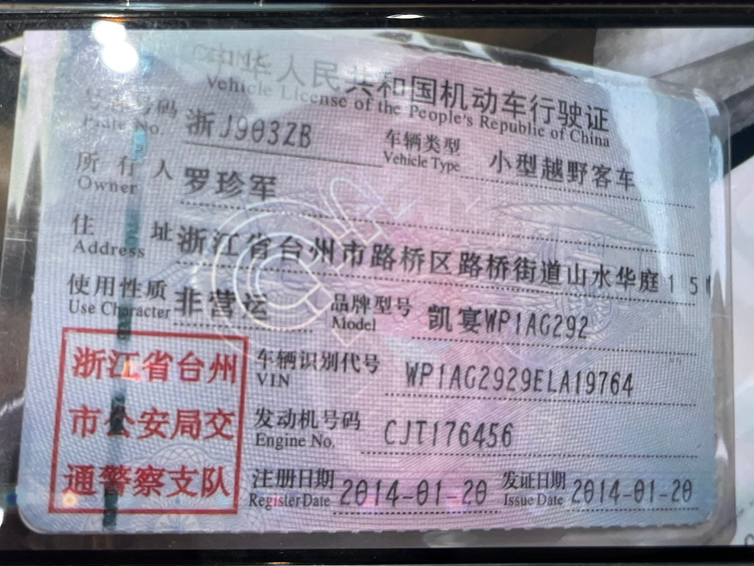 中华人民共和国机动车行驶证
Vehicle License of the People's Republic of China
号牌号码 浙J903ZB 车辆类型 小型越野客车
Plate No. Vehicle Type
所有人 罗珍军
Owner
住址 浙江省台州市路桥区路桥街道山水华庭15
Address
使用性质 非营运 品牌型号 凯宴WP1AG292
Use Character Model
浙江省台州 车辆识别代号 WP1AG2929ELA19764
VIN
市公安局交 发动机号码 CJT176456
Engine No.
通警察支队 注册日期 2014-01-20 发证日期 2014-01-20
Register Date Issue Date